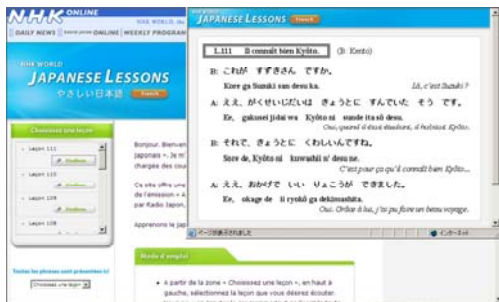 NHK ONLINE
DAILY NEWS
ONLINE
WEEKLY PROGRAM
NHK WORLD
JAPANESE LESSONS
やさしい日本語
French
Choisissez une leçon
Leçon 111
Leçon 110
Leçon 109
Toutes les phrases sont présentées ici
Choisissez une leçon
Bonjour. Bienven
japonais ». Je m'
chargée des cou
Ce site offre une
de l'émission « A
par Radio Japon,
Apprenons le jap
Mode d'emploi
A partir de la zone « Choisissez une leçon », en haut à
gauche, sélectionnez la leçon que vous désirez écouter.
NHK WORLD
JAPANESE LESSONS
French
L.111 Il connaît bien Kyôto. (B: Kento)
B: これが すずきさん ですか。
Kore ga Suzuki san desu ka.
Là, c'est Suzuki ?
A: ええ、がくせいじだいは きょうとに すんでいた そう です。
Ee, gakusei jidai wa Kyôto ni sunde ita sô desu.
Oui, quand il était étudiant, il habitait Kyôto.
B: それで、きょうとに くわしいんですね。
Sore de, Kyôto ni kuwashii n' desu ne.
C'est pour ça qu'il connaît bien Kyôto...
A: ええ。おかげで いい りょこうが できました。
Ee, okage de ii ryokô ga dekimashita.
Oui. Grâce à lui, j'ai pu faire un beau voyage.
ページが表示されました
インターネット